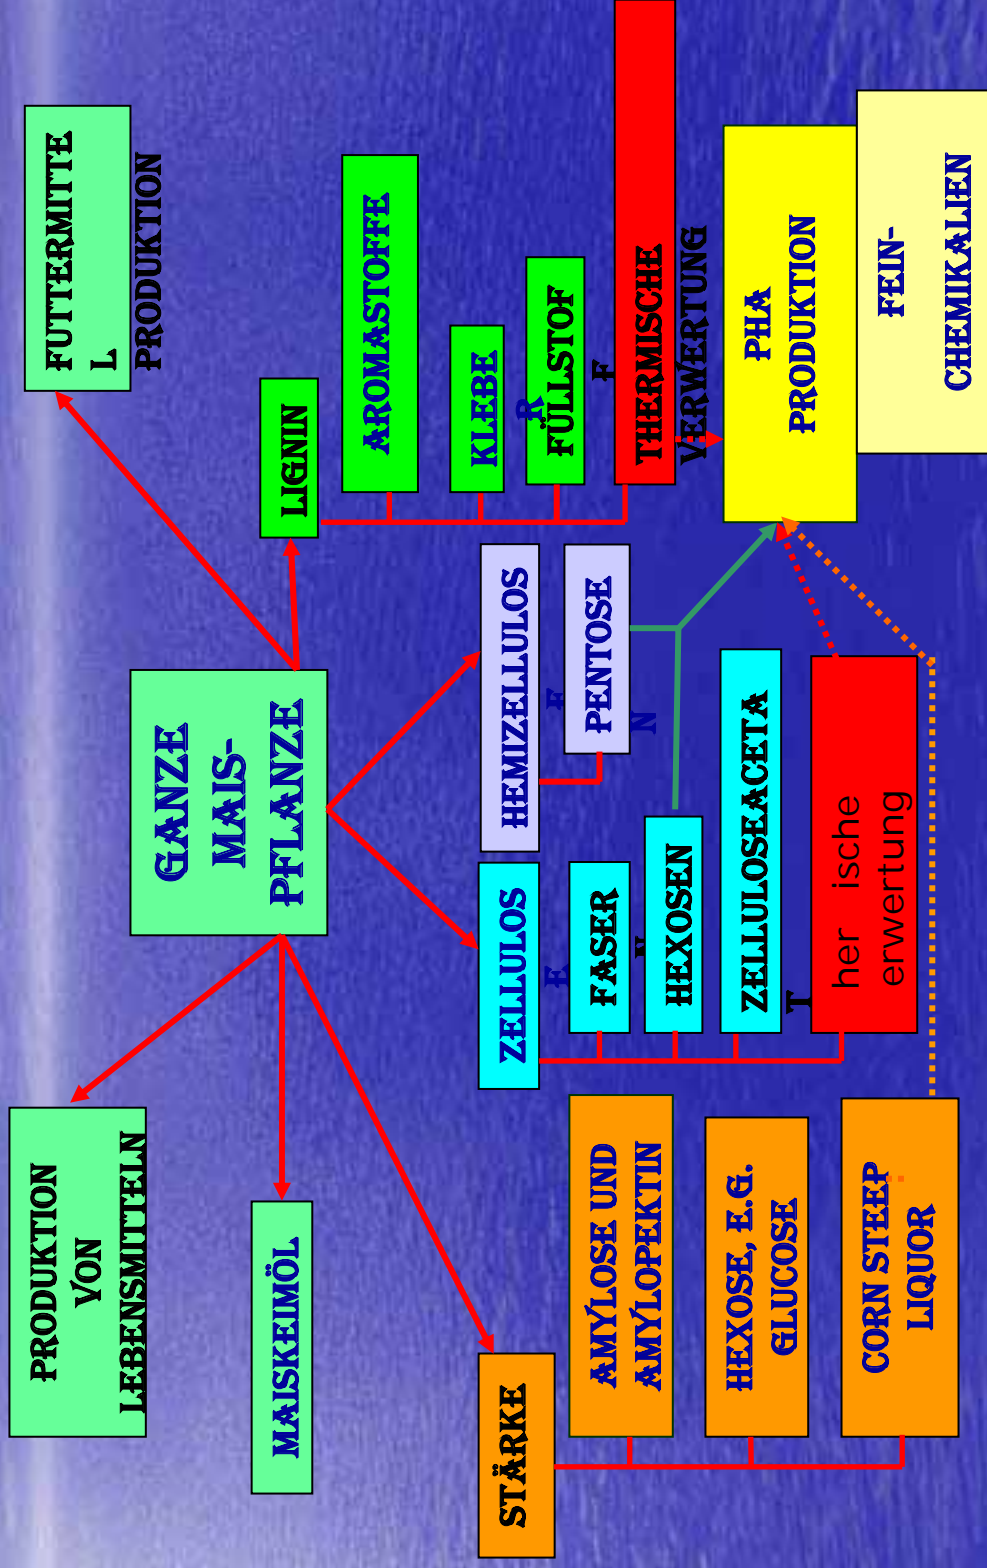 PRODUKTION
VON
LEBENSMITTELN
GANZE
MAIS-
PFLANZE
FUTTERMITTE
L
PRODUKTION
MAISKEIMÖL
LIGNIN
AROMASTOFFE
KLEBE
R
FÜLLSTOF
F
THERMISCHE
VERWERTUNG
STÄRKE
AMYLOSE UND
AMYLOPEKTIN
HEXOSE, E.G.
GLUCOSE
CORN STEEP
LIQUOR
ZELLULOS
E
FASER
N
HEXOSEN
ZELLULOSEACETA
T
her ische
erwertung
HEMIZELLULOS
E
PENTOSE
N
PHA
PRODUKTION
FEIN-
CHEMIKALIEN